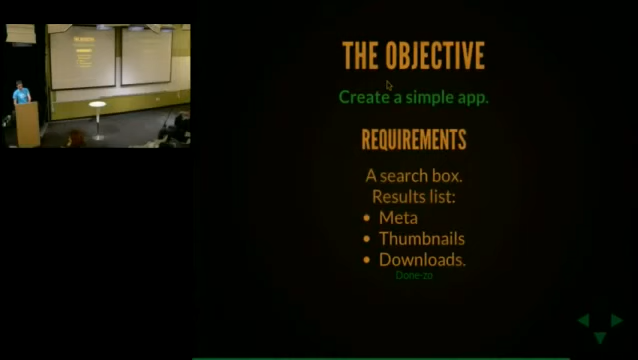 THE OBJECTIVE
Create a simple app.
REQUIREMENTS
A search box.
Results list:
• Meta
• Thumbnails
• Downloads.
Done-zo